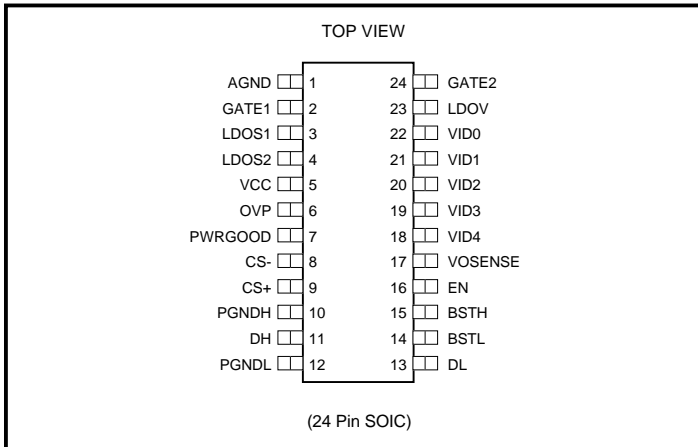 TOP VIEW
AGND 1 24 GATE2
GATE1 2 23 LDOV
LDOS1 3 22 VID0
LDOS2 4 21 VID1
VCC 5 20 VID2
OVP 6 19 VID3
PWRGOOD 7 18 VID4
CS- 8 17 VOSENSE
CS+ 9 16 EN
PGNDH 10 15 BSTH
DH 11 14 BSTL
PGNDL 12 13 DL
(24 Pin SOIC)